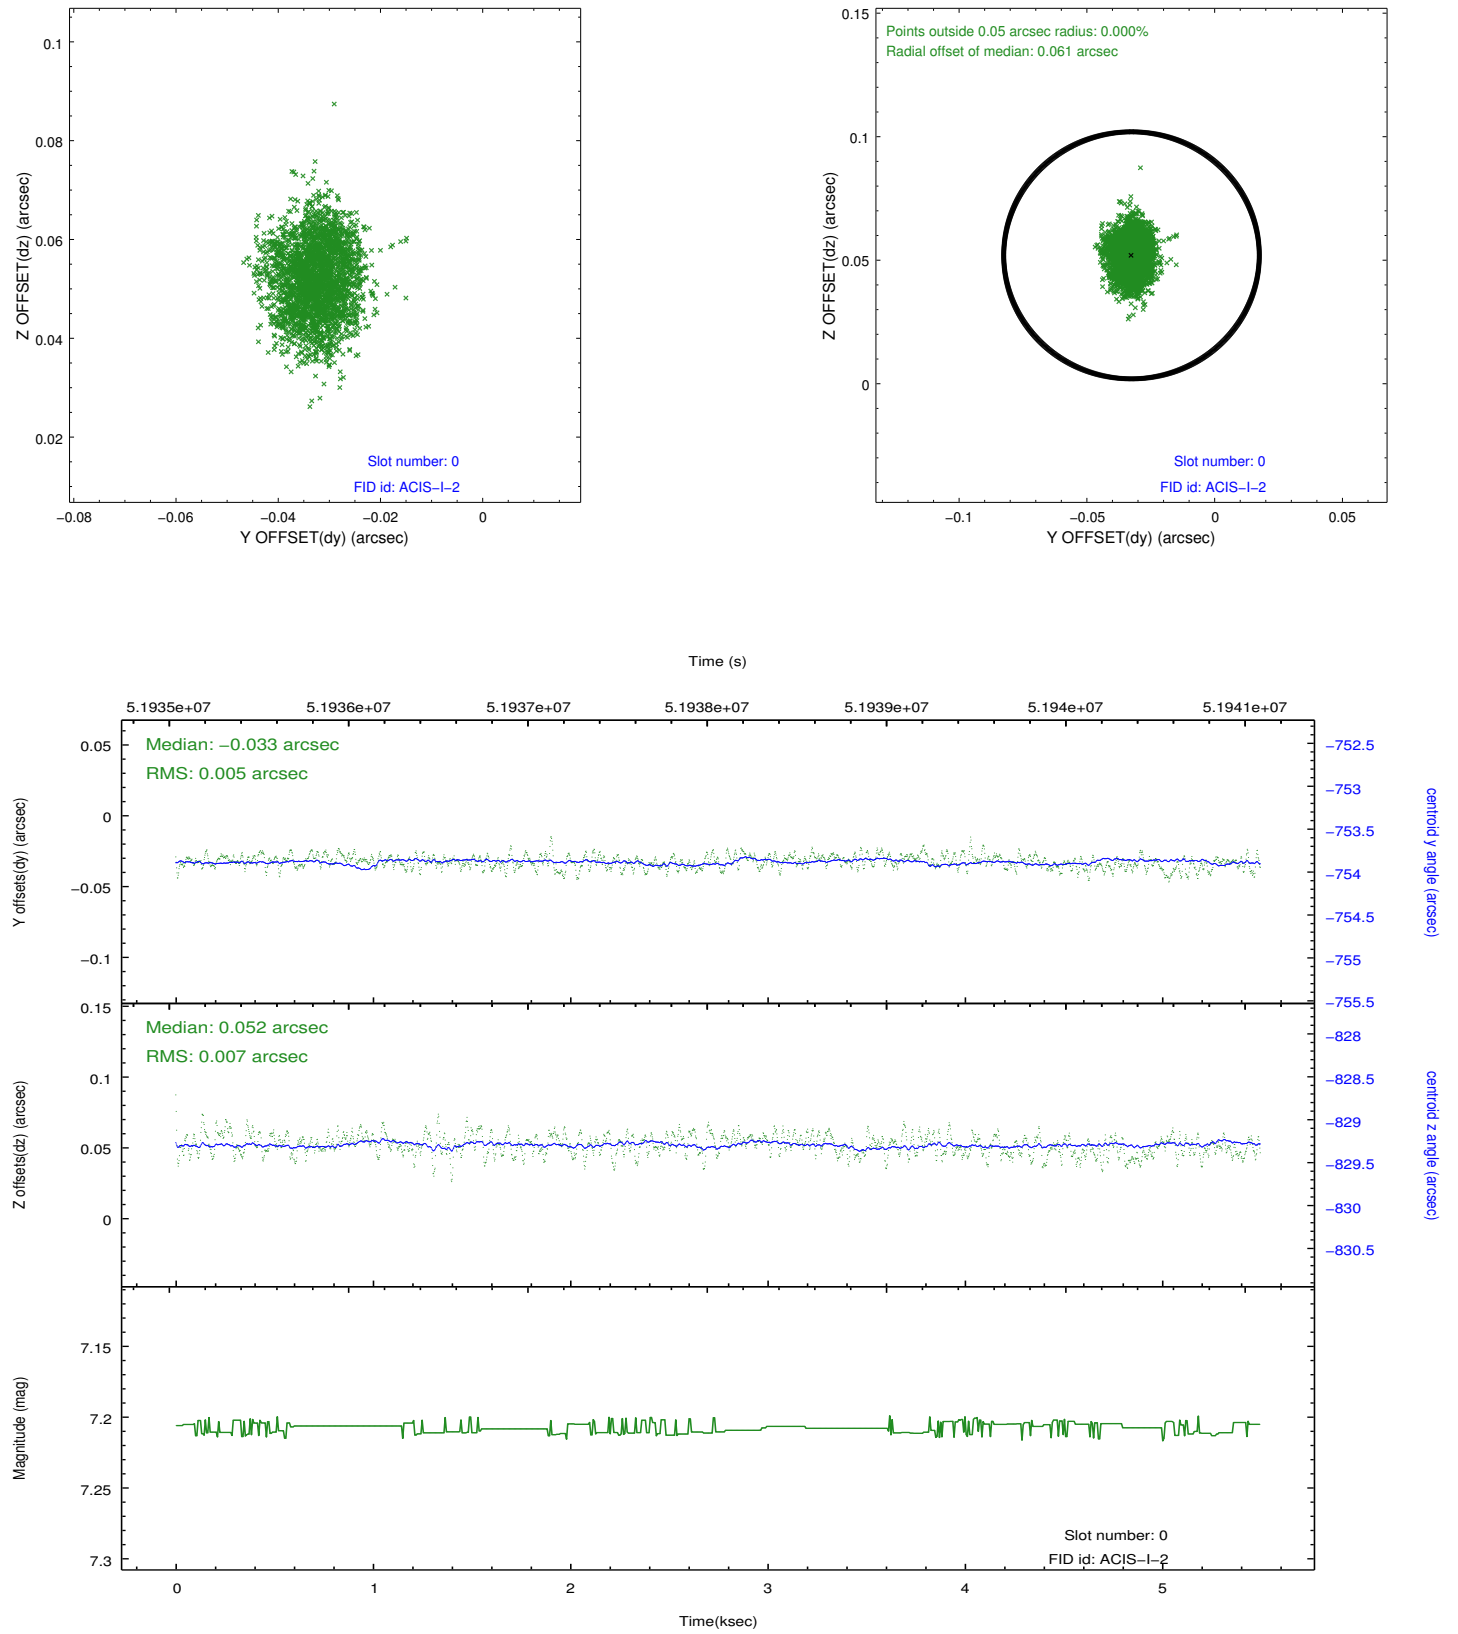 0.1
0.08
0.06
0.04
0.02
Z OFFSET(dz) (arcsec)
Slot number: 0
FID id: ACIS−I−2
−0.08 −0.06 −0.04 −0.02 0
Y OFFSET(dy) (arcsec)
0.15
0.1
0.05
0
Z OFFSET(dz) (arcsec)
Points outside 0.05 arcsec radius: 0.000%
Radial offset of median: 0.061 arcsec
Slot number: 0
FID id: ACIS−I−2
−0.1 −0.05 0 0.05
Y OFFSET(dy) (arcsec)
Time (s)
5.1935e+07 5.1936e+07 5.1937e+07 5.1938e+07 5.1939e+07 5.194e+07 5.1941e+07
Y offsets(dy) (arcsec)
0.05
0
−0.05
−0.1
Median: −0.033 arcsec
RMS: 0.005 arcsec
−752.5
−753
−753.5
−754
−754.5
−755
−755.5
centroid y angle (arcsec)
Z offsets(dz) (arcsec)
0.15
0.1
0.05
0
Median: 0.052 arcsec
RMS: 0.007 arcsec
−828
−828.5
−829
−829.5
−830
−830.5
centroid z angle (arcsec)
Magnitude (mag)
7.15
7.2
7.25
7.3
Slot number: 0
FID id: ACIS−I−2
0 1 2 3 4 5
Time(ksec)